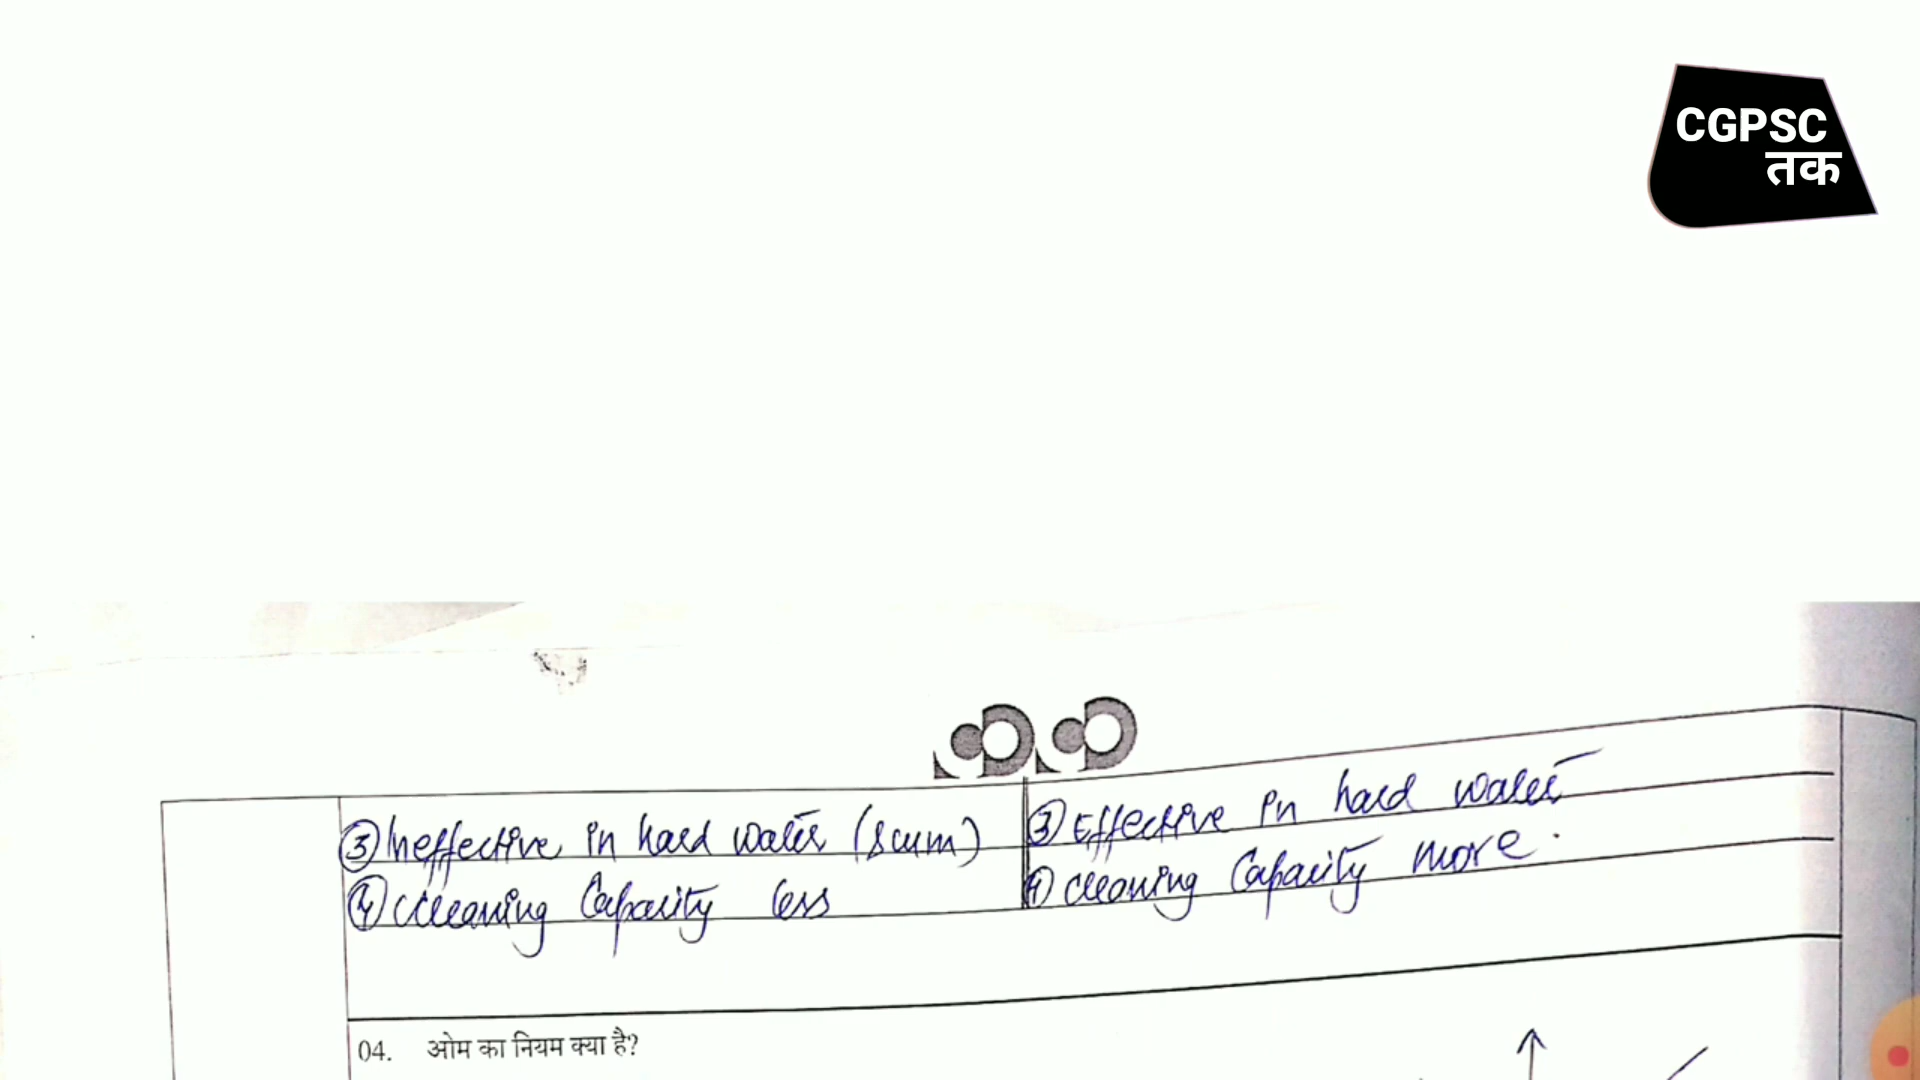 CGPSC
तक
③ Ineffective in hard water (scum)
④ cleaning Capacity less
③ Effective in hard water
④ cleaning Capacity more.
04. ओम का नियम क्या है?